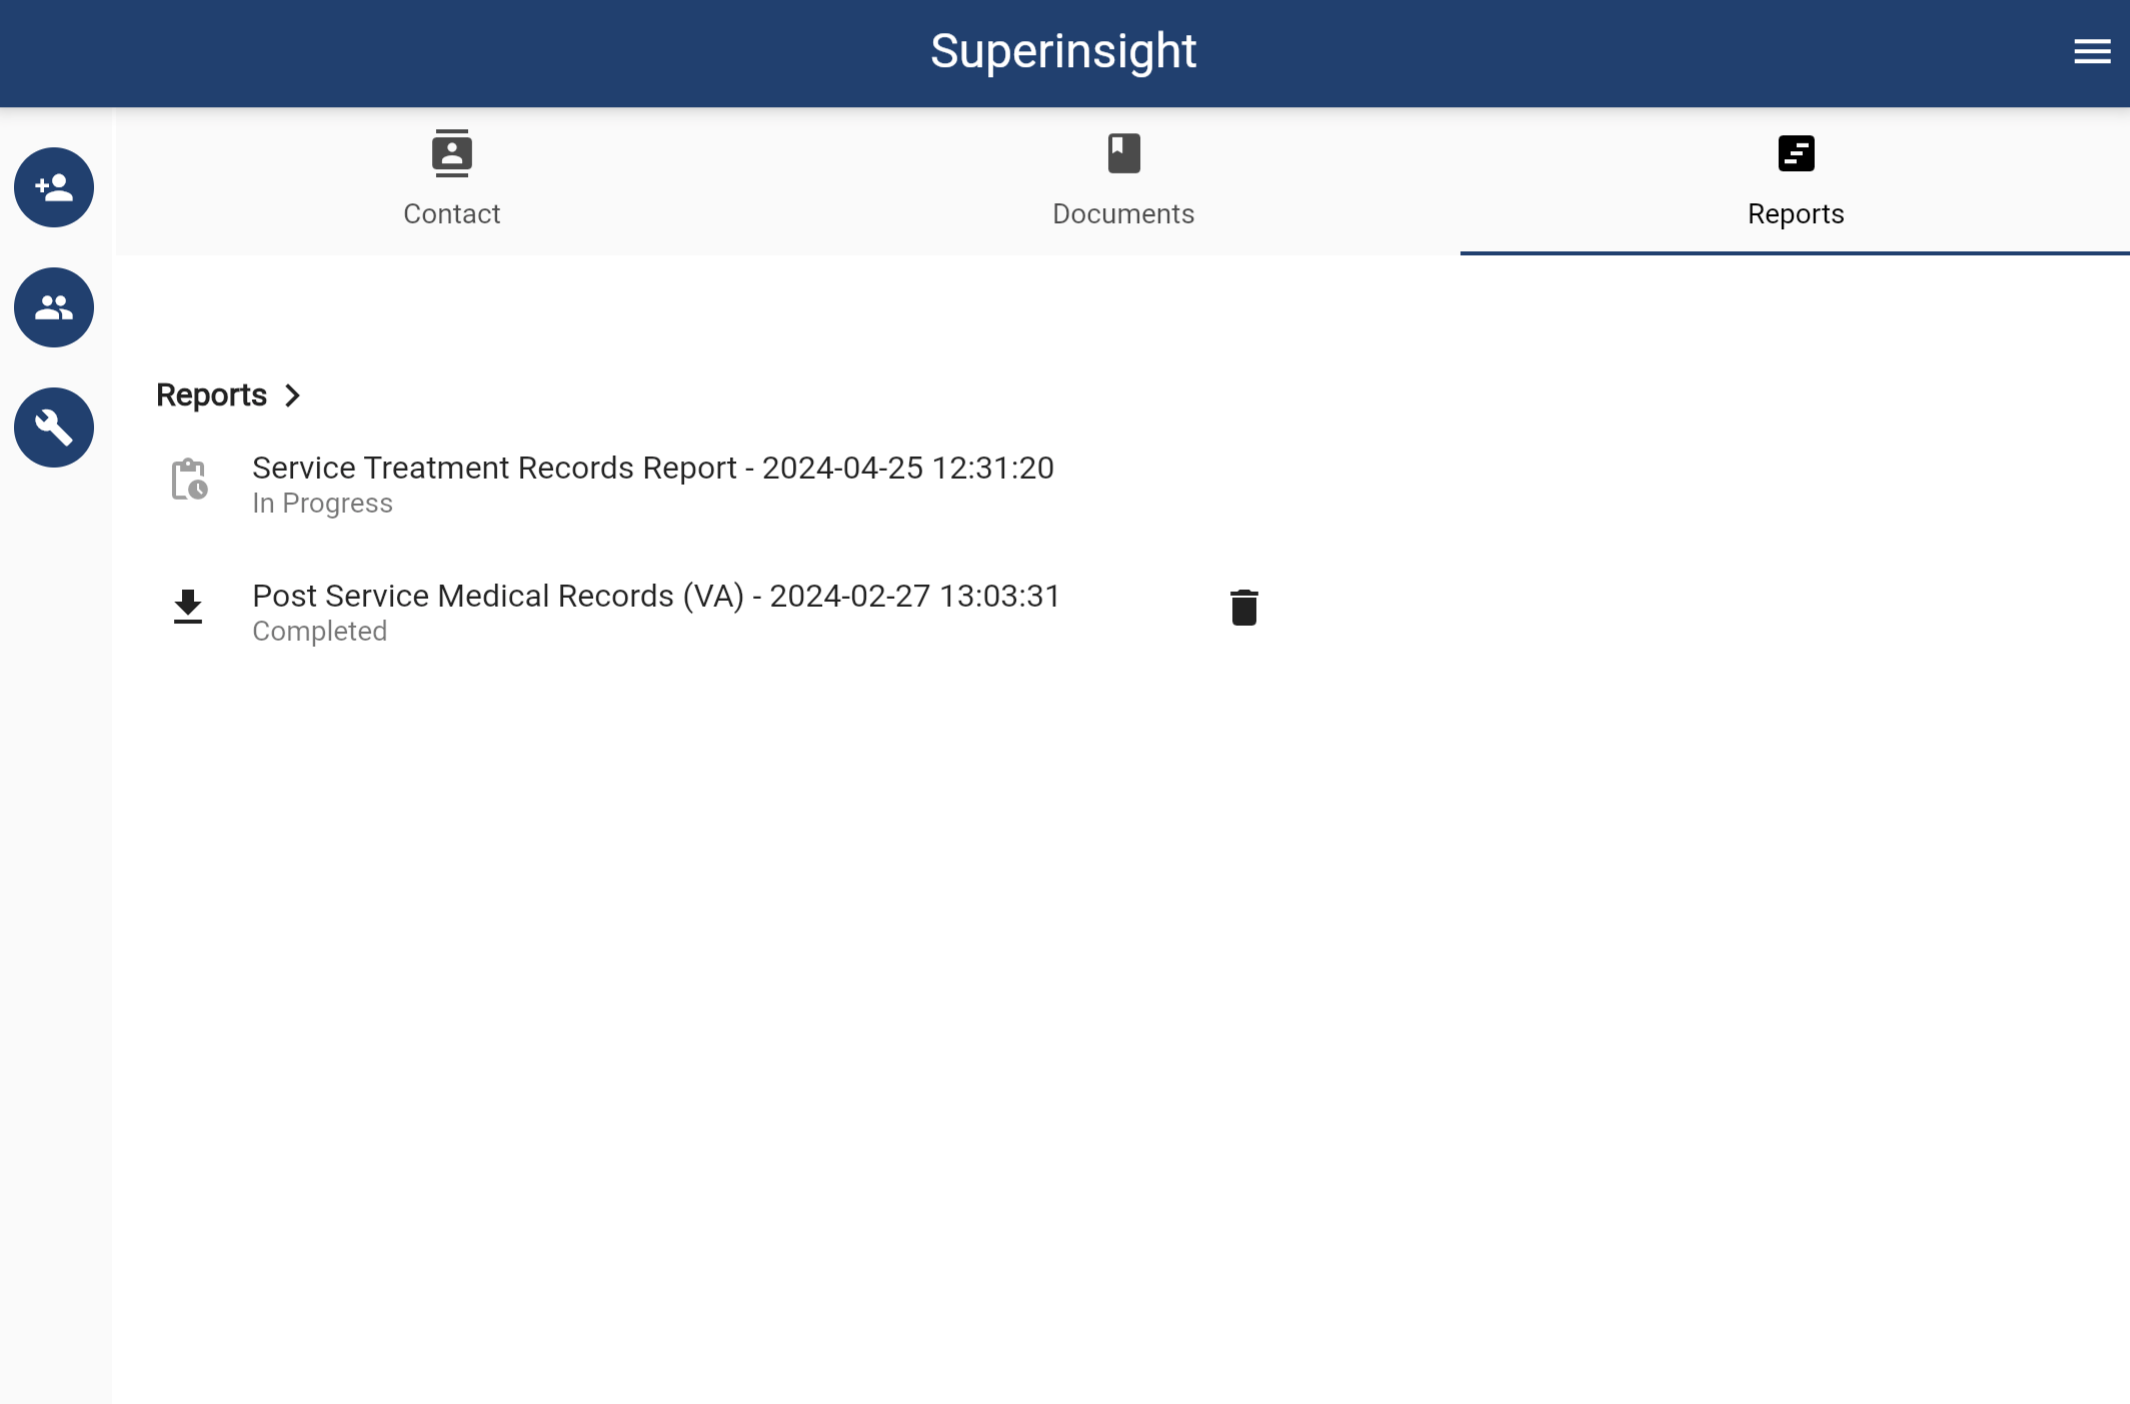 Superinsight
Contact
Documents
Reports
Reports
Service Treatment Records Report - 2024-04-25 12:31:20
In Progress
Post Service Medical Records (VA) - 2024-02-27 13:03:31
Completed